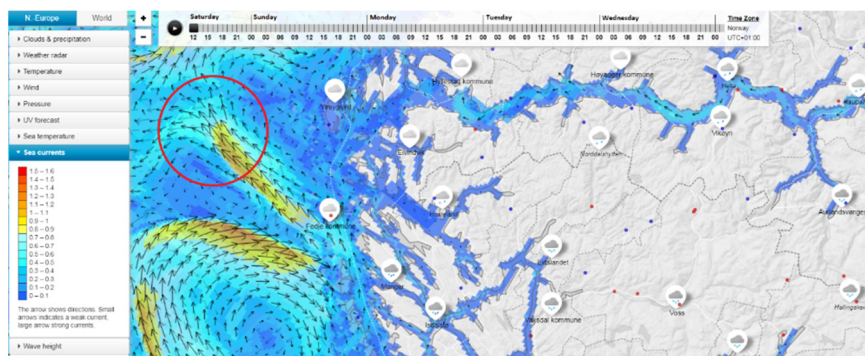 N. Europe
World
Clouds & precipitation
Weather radar
Temperature
Wind
Pressure
UV forecast
Sea temperature
Sea currents
1.5 – 1.6
1.4 – 1.5
1.3 – 1.4
1.2 – 1.3
1.1 – 1.2
1 – 1.1
0.9 – 1
0.8 – 0.9
0.7 – 0.8
0.6 – 0.7
0.5 – 0.6
0.4 – 0.5
0.3 – 0.4
0.2 – 0.3
0.1 – 0.2
0 – 0.1
The arrow shows directions. Small
arrows indicates a weak current,
large arrow strong currents.
Wave height
+
−
Saturday Sunday Monday Tuesday Wednesday
12 15 18 21 00 03 06 09 12 15 18 21 00 03 06 09 12 15 18 21 00 03 06 09 12 15 18 21 00 03 06 09 12 15 18 21 00
Time Zone
Norway
UTC+01:00
Hyllestad kommune
Høyanger kommune
Vikøyri
Fedje kommune
Manger
Eikslandet
Vaksdal kommune
Voss
Aurlandsvangen